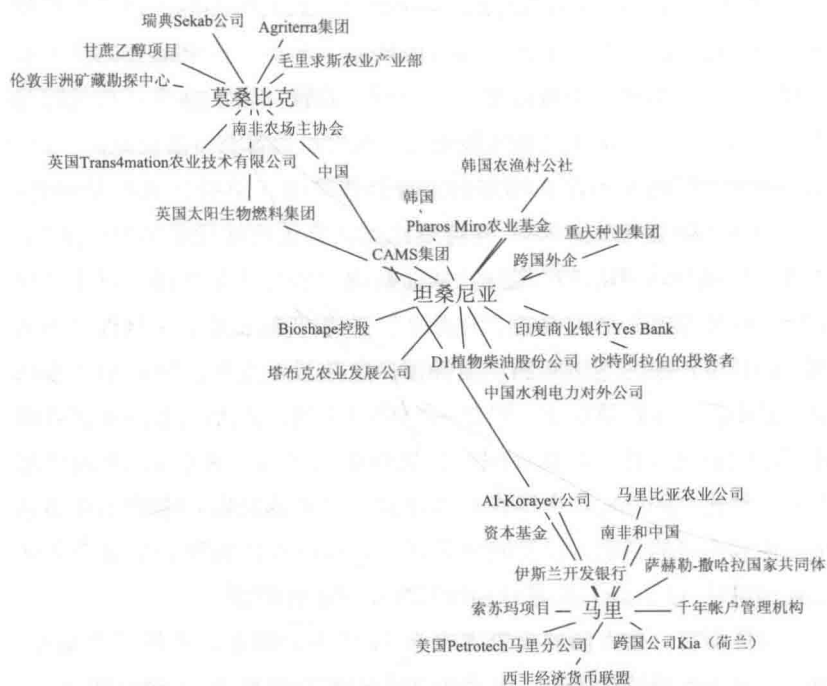 瑞典Sekab公司
Agriterra集团
甘蔗乙醇项目
毛里求斯农业产业部
伦敦非洲矿藏勘探中心
莫桑比克
南非农场主协会
英国Trans4mation农业技术有限公司
中国
韩国农渔村公社
韩国
英国太阳生物燃料集团
Pharos Miro农业基金
重庆种业集团
CAMS集团
跨国外企
坦桑尼亚
Bioshape控股
印度商业银行Yes Bank
D1植物柴油股份公司
沙特阿拉伯的投资者
塔布克农业发展公司
中国水利电力对外公司
AI-Korayev公司
马里比亚农业公司
资本基金
南非和中国
萨赫勒-撒哈拉国家共同体
伊斯兰开发银行
索苏玛项目
马里
千年帐户管理机构
美国Petrotech马里分公司
跨国公司Kia（荷兰）
西非经济货币联盟